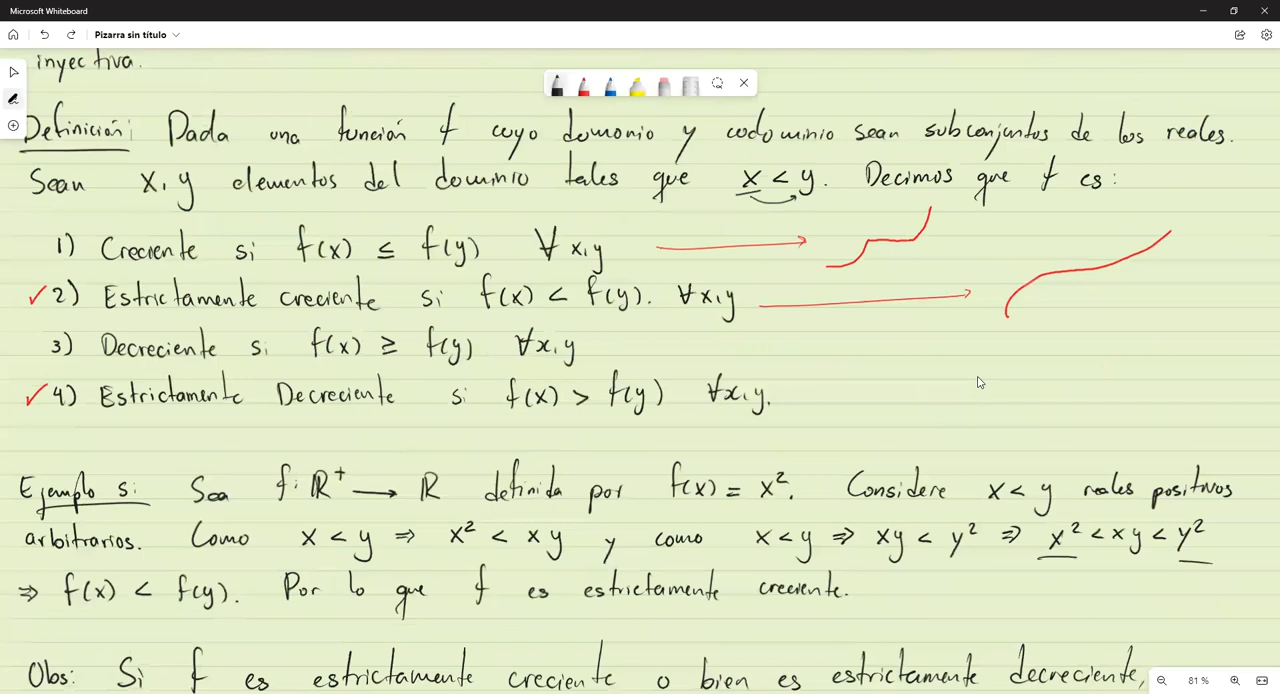 Microsoft Whiteboard
Pizarra sin título
inyectiva.
Definición: Dada una función f cuyo domonio y codominio sean subconjuntos de los reales.
Sean x, y elementos del dominio tales que x < y. Decimos que f es:
1) Creciente si f(x) ≤ f(y) ∀ x, y
✓ 2) Estrictamente creciente si f(x) < f(y). ∀x, y
3) Decreciente si f(x) ≥ f(y) ∀x, y
✓ 4) Estrictamente Decreciente si f(x) > f(y) ∀x, y.
Ejemplo si: Sea f: ℝ⁺ → ℝ definida por f(x) = x². Considere x < y reales positivos
arbitrarios. Como x < y ⇒ x² < xy y como x < y ⇒ xy < y² ⇒ x² < xy < y²
⇒ f(x) < f(y). Por lo que f es estrictamente creciente.
Obs: Si f es estrictamente creciente o bien es estrictamente decreciente,
81 %